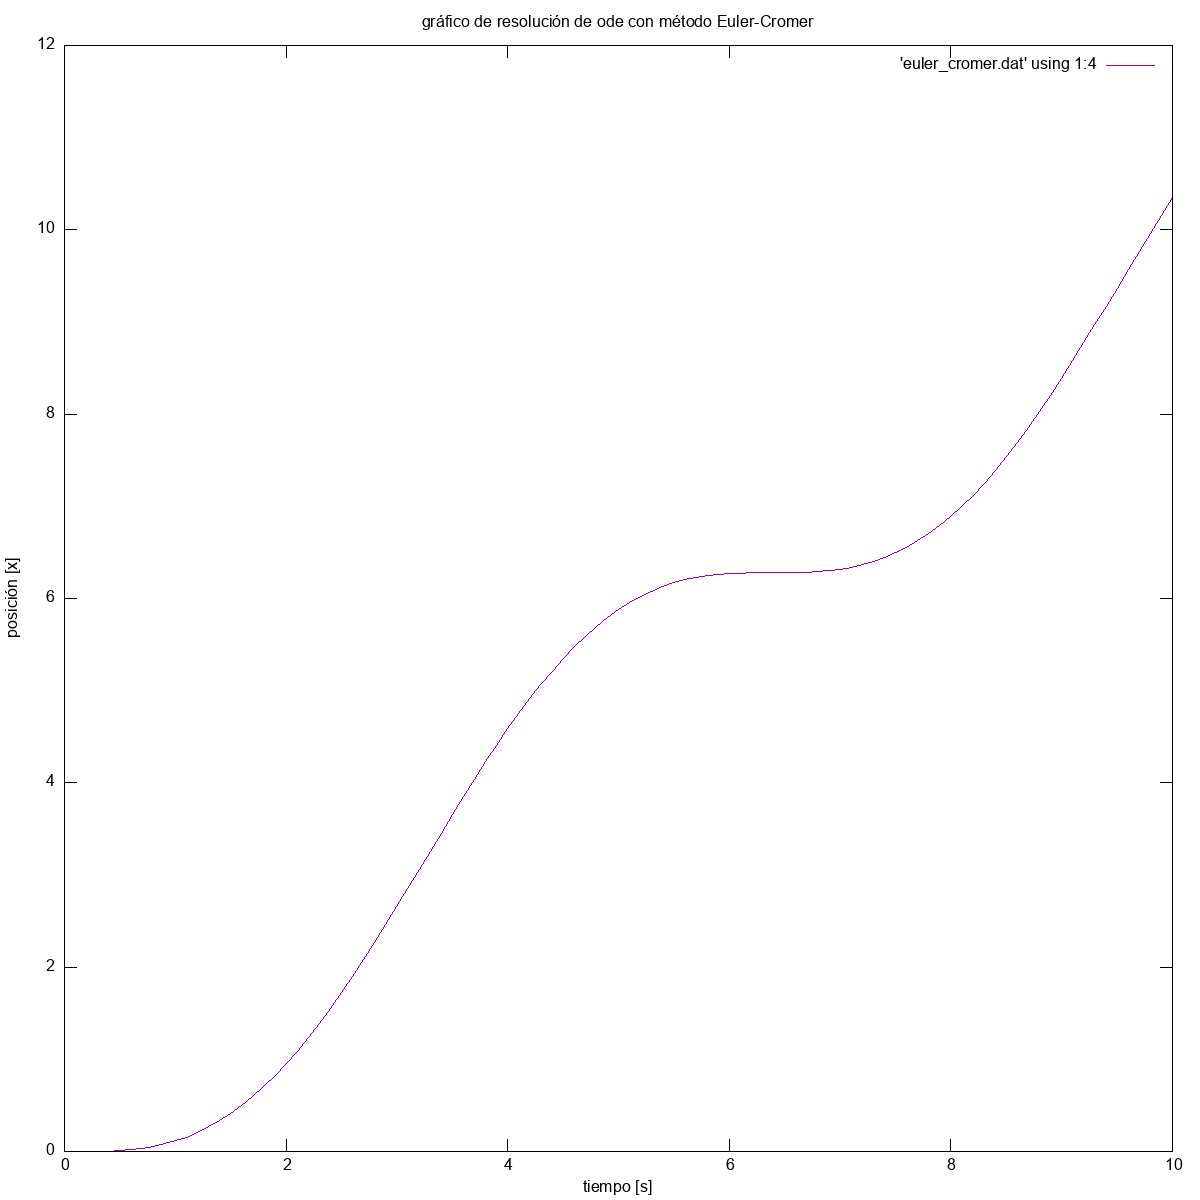 gráfico de resolución de ode con método Euler-Cromer
'euler_cromer.dat' using 1:4
12
10
8
6
4
2
0
posición [x]
0 2 4 6 8 10
tiempo [s]